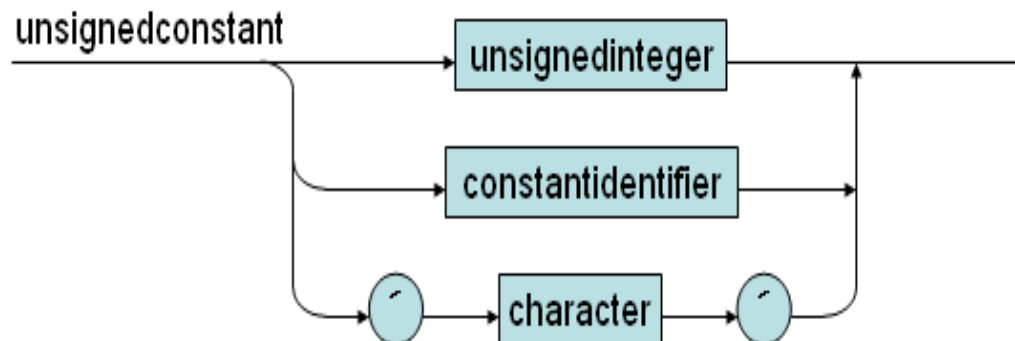 unsignedconstant
unsignedinteger
constantidentifier
´ character ´